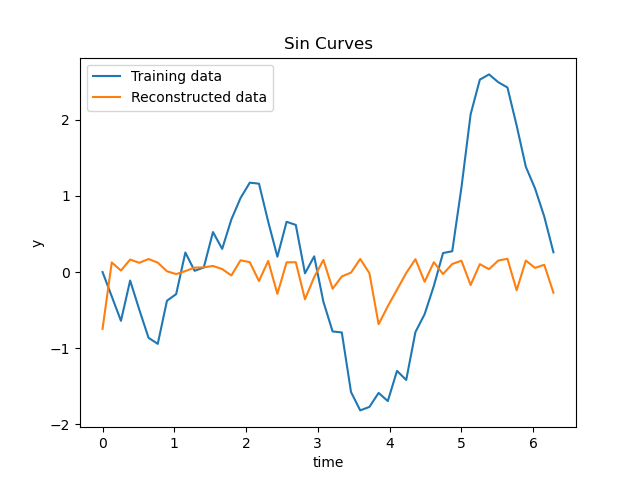 Sin Curves
Training data
Reconstructed data
2
1
0
−1
−2
y
0 1 2 3 4 5 6
time